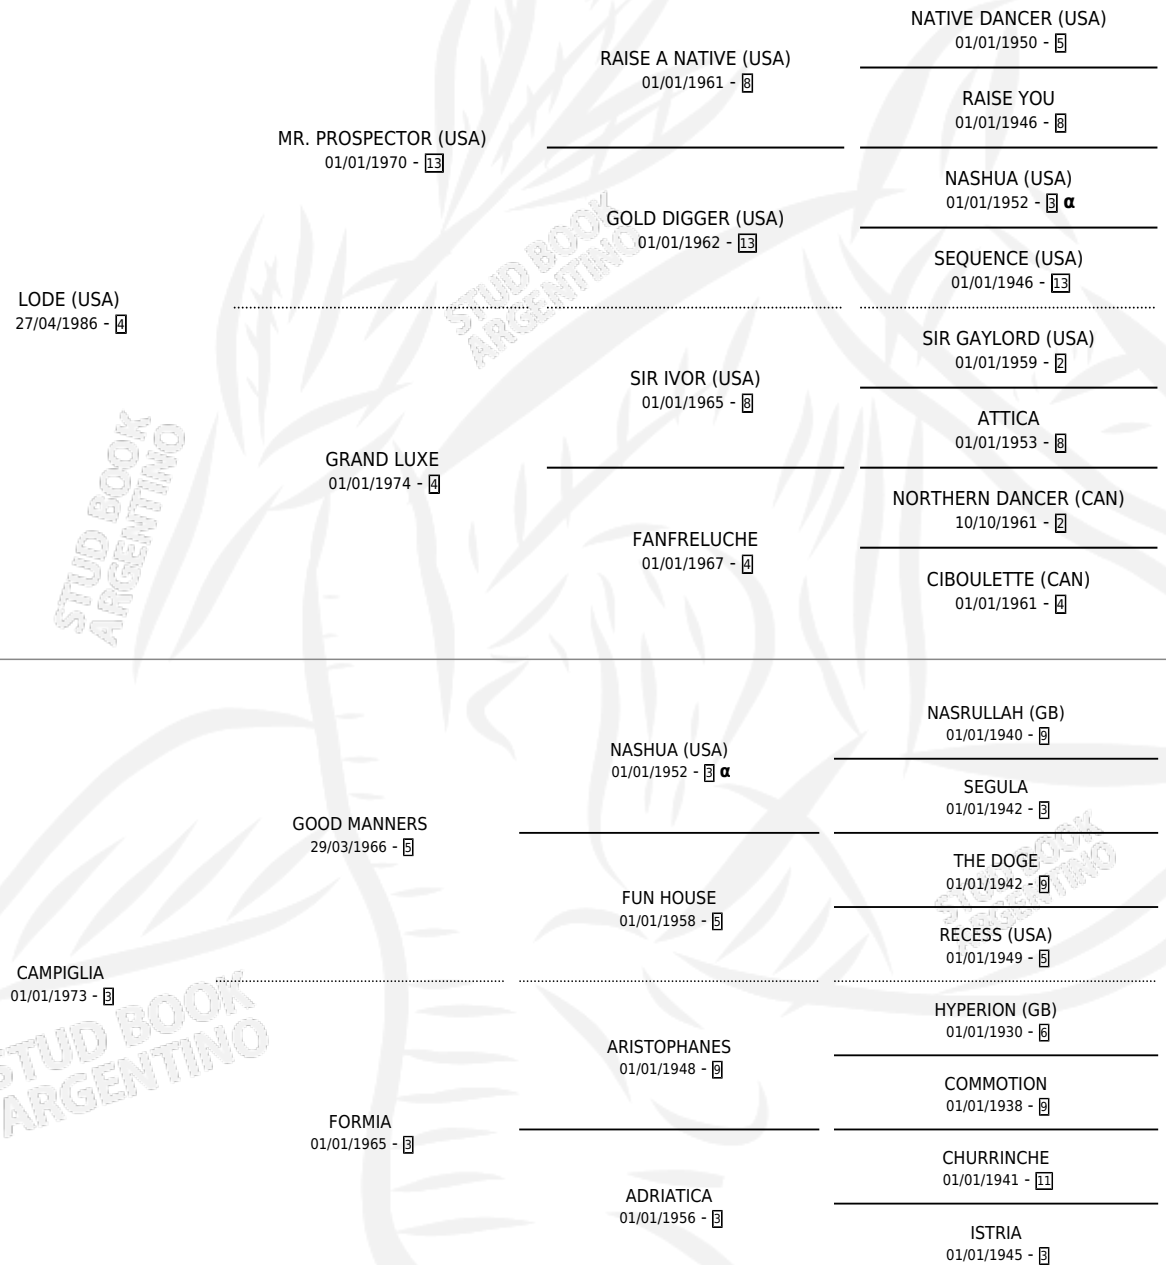 NATIVE DANCER (USA)
01/01/1950 - 5
RAISE A NATIVE (USA)
01/01/1961 - 8
RAISE YOU
01/01/1946 - 8
MR. PROSPECTOR (USA)
01/01/1970 - 13
NASHUA (USA)
01/01/1952 - 3 α
GOLD DIGGER (USA)
01/01/1962 - 13
SEQUENCE (USA)
01/01/1946 - 13
LODE (USA)
27/04/1986 - 4
SIR GAYLORD (USA)
01/01/1959 - 2
SIR IVOR (USA)
01/01/1965 - 8
ATTICA
01/01/1953 - 8
GRAND LUXE
01/01/1974 - 4
NORTHERN DANCER (CAN)
10/10/1961 - 2
FANFRELUCHE
01/01/1967 - 4
CIBOULETTE (CAN)
01/01/1961 - 4
NASRULLAH (GB)
01/01/1940 - 9
NASHUA (USA)
01/01/1952 - 3 α
SEGULA
01/01/1942 - 3
GOOD MANNERS
29/03/1966 - 5
THE DOGE
01/01/1942 - 9
FUN HOUSE
01/01/1958 - 5
RECESS (USA)
01/01/1949 - 5
CAMPIGLIA
01/01/1973 - 3
HYPERION (GB)
01/01/1930 - 6
ARISTOPHANES
01/01/1948 - 9
COMMOTION
01/01/1938 - 9
FORMIA
01/01/1965 - 3
CHURRINCHE
01/01/1941 - 11
ADRIATICA
01/01/1956 - 3
ISTRIA
01/01/1945 - 3
STUD BOOK
ARGENTINO
STUD BOOK
ARGENTINO
STUD BOOK
ARGENTINO
STUD BOOK
ARGENTINO